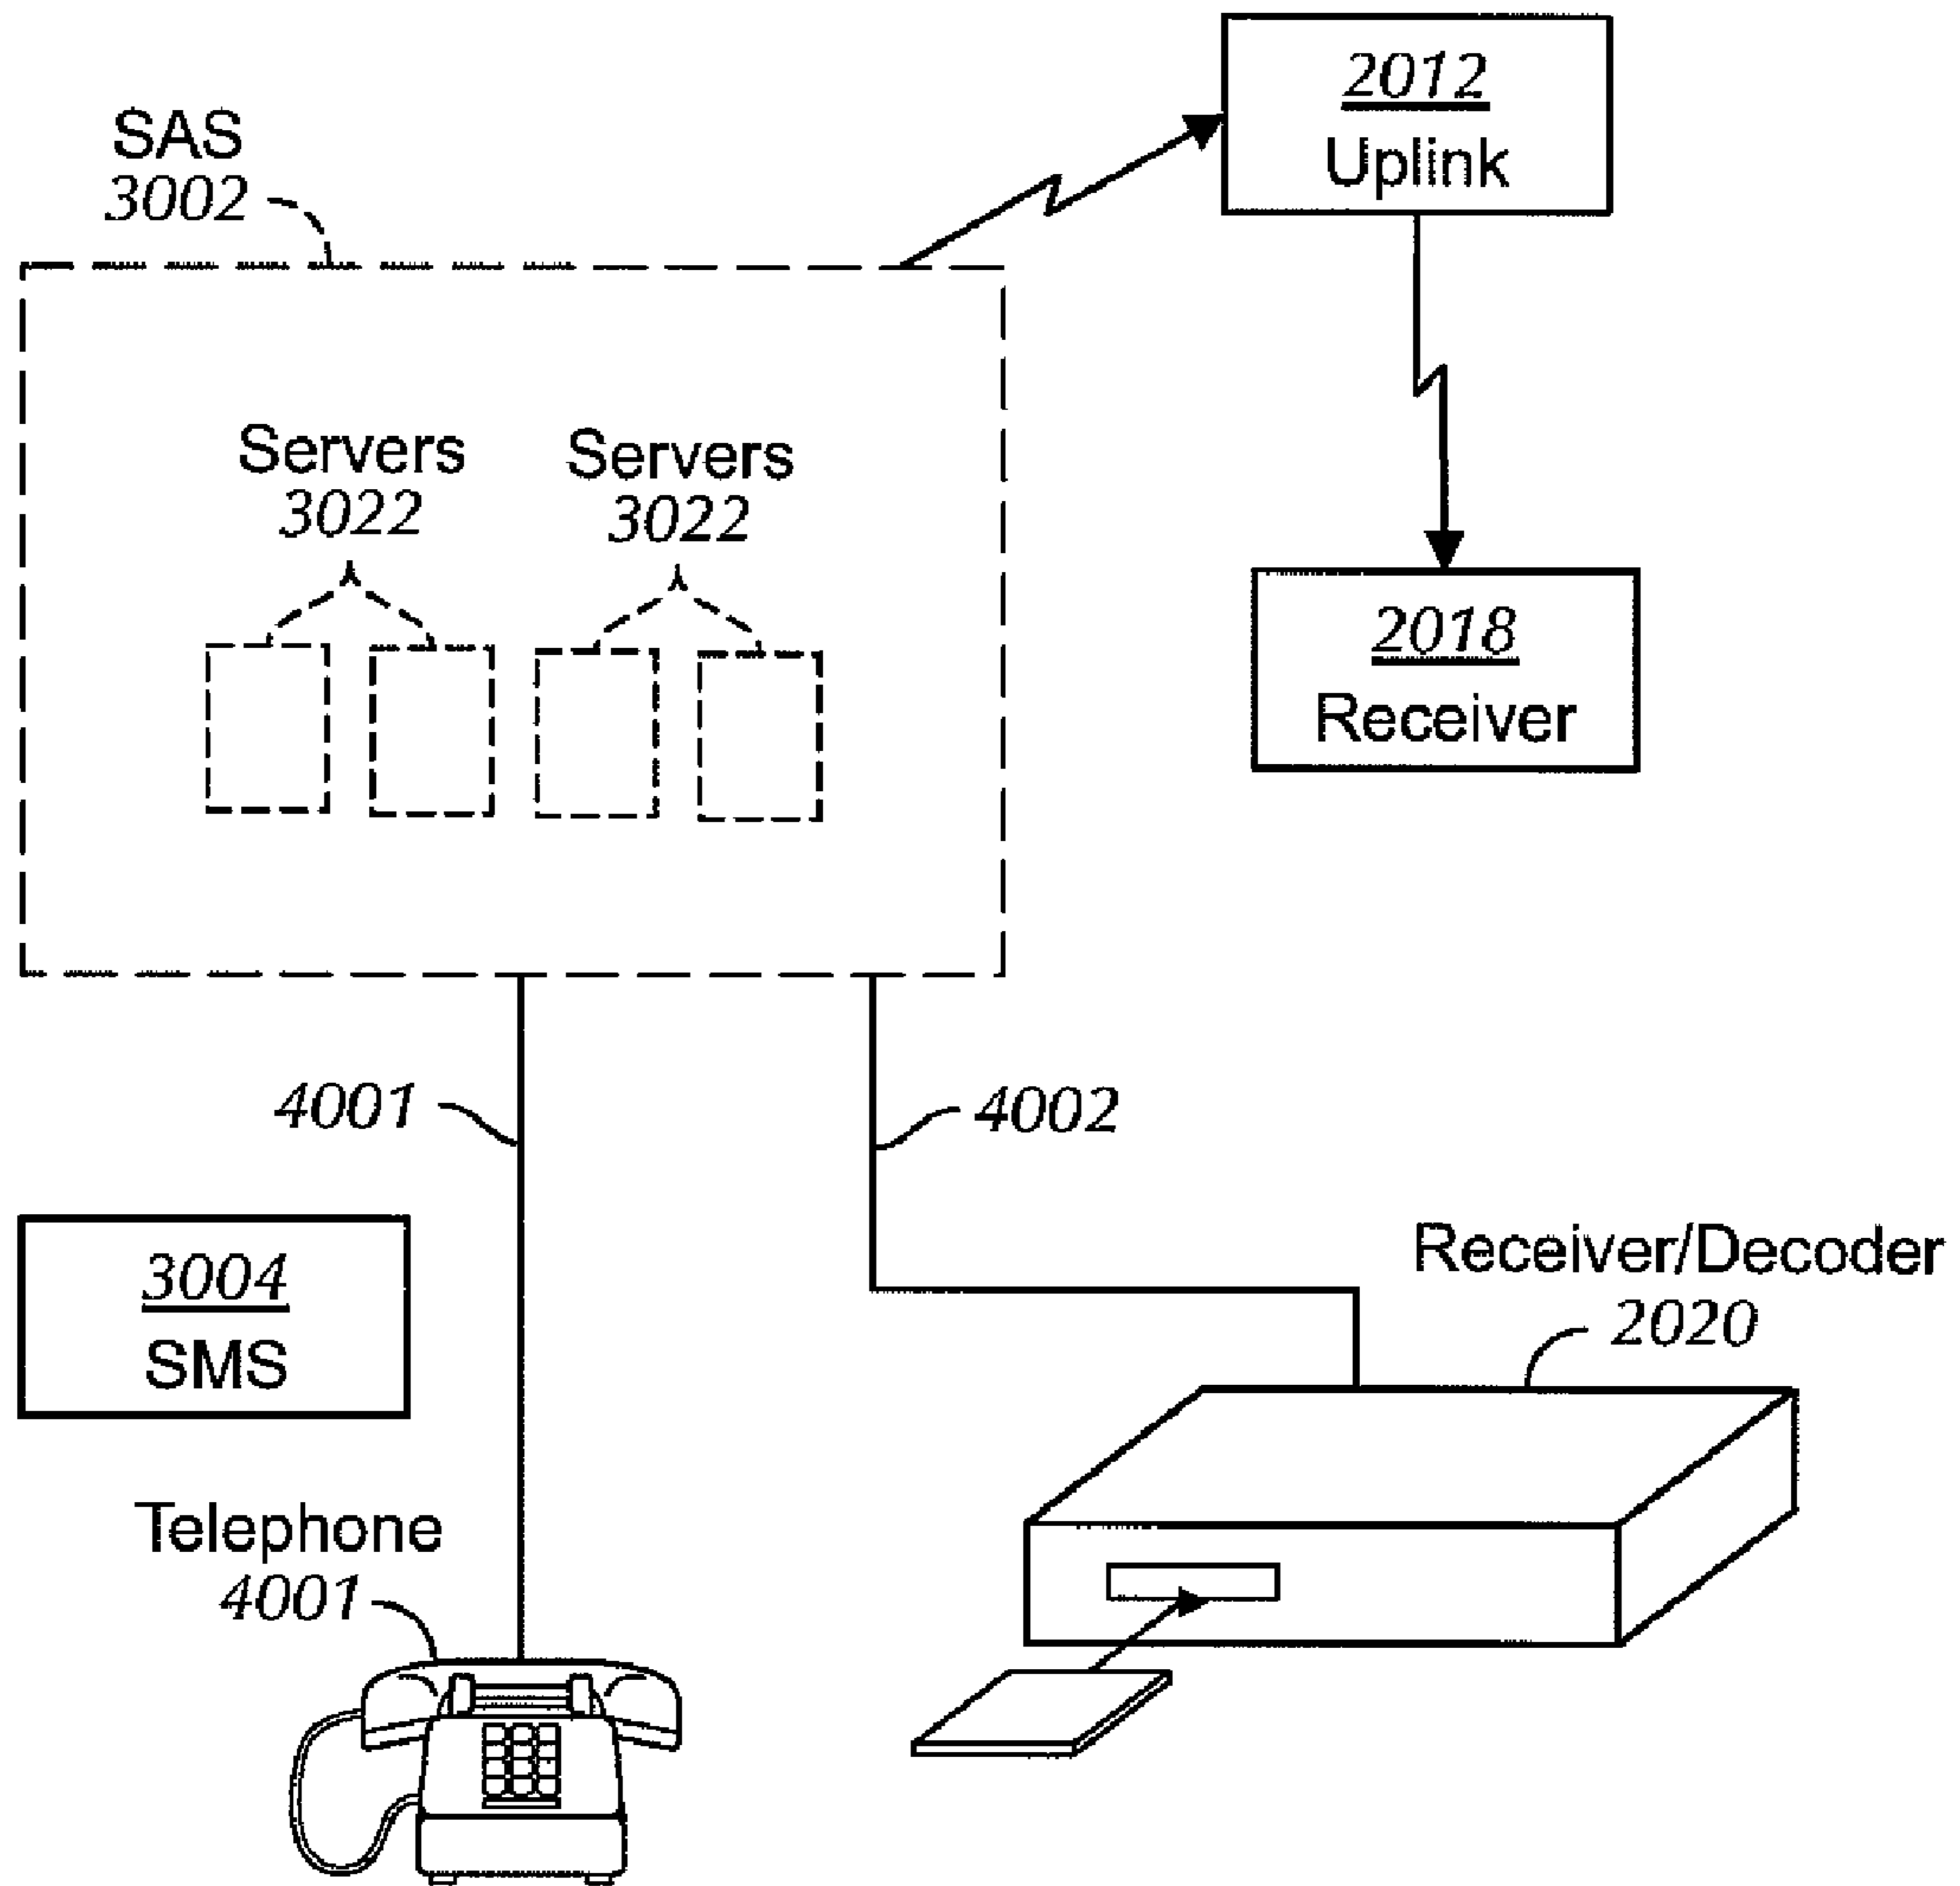 2012
Uplink
SAS
3002
Servers
3022
Servers
3022
2018
Receiver
4001
4002
3004
SMS
Receiver/Decoder
2020
Telephone
4001